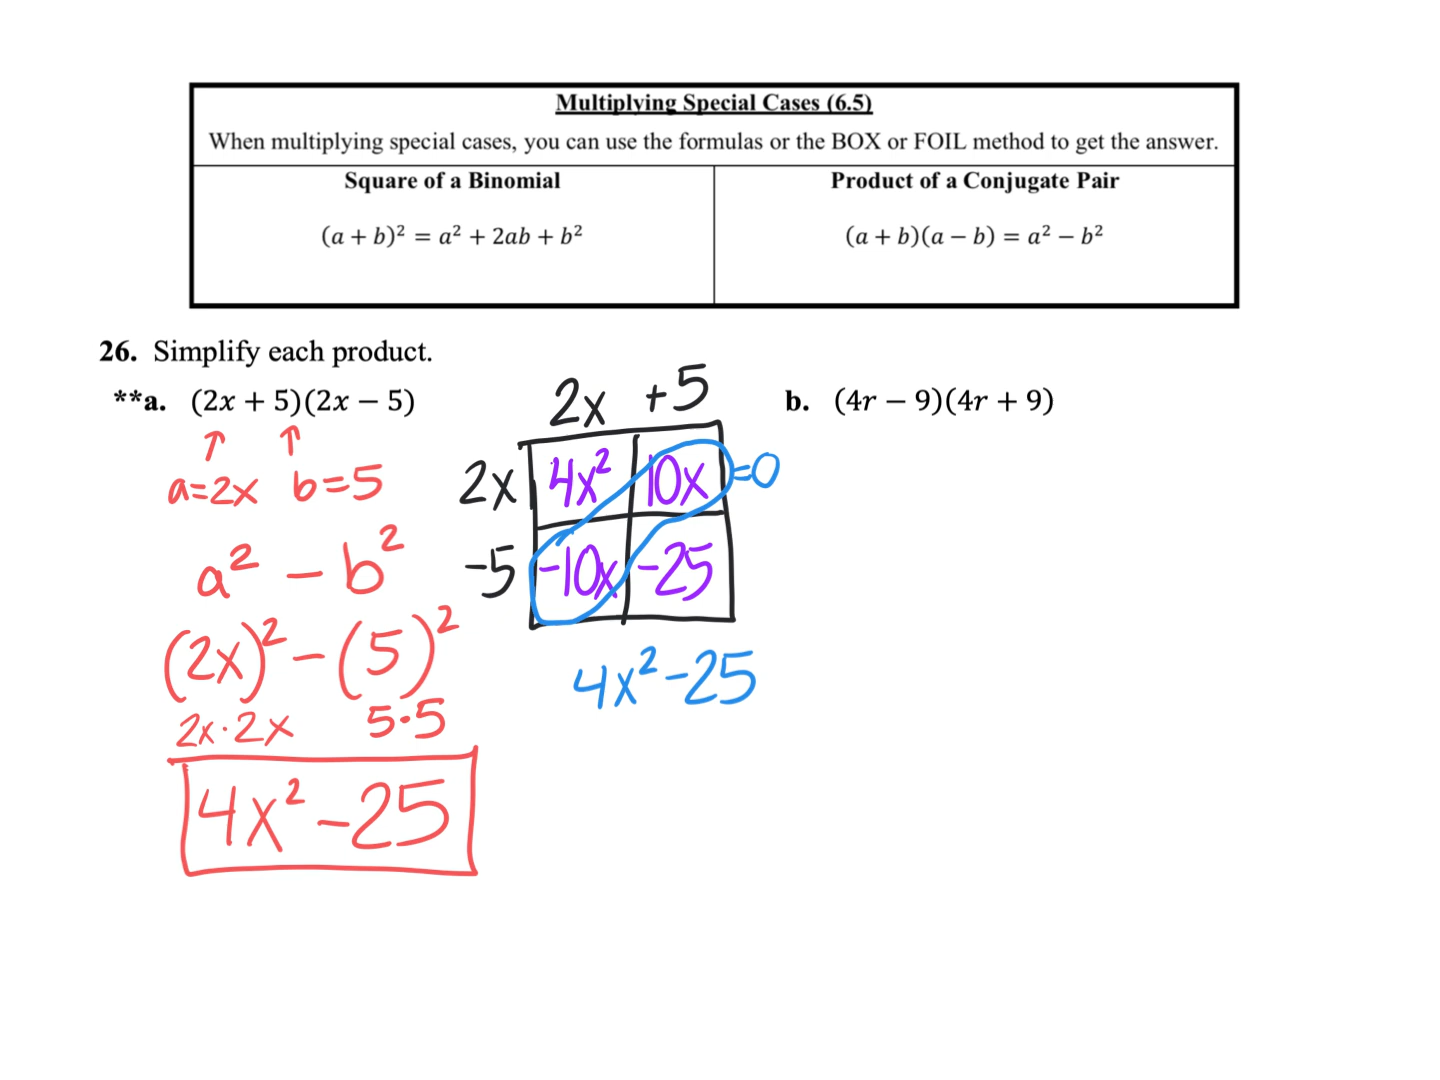 Multiplying Special Cases (6.5)
When multiplying special cases, you can use the formulas or the BOX or FOIL method to get the answer.
Square of a Binomial
(a + b)² = a² + 2ab + b²
Product of a Conjugate Pair
(a + b)(a − b) = a² − b²
26. Simplify each product.
**a. (2x + 5)(2x − 5)
↑ ↑
a=2x b=5
a² − b²
(2x)² − (5)²
2x·2x 5·5
4x² − 25
2x +5
2x 4x² 10x =0
-5 -10x -25
4x² - 25
b. (4r − 9)(4r + 9)